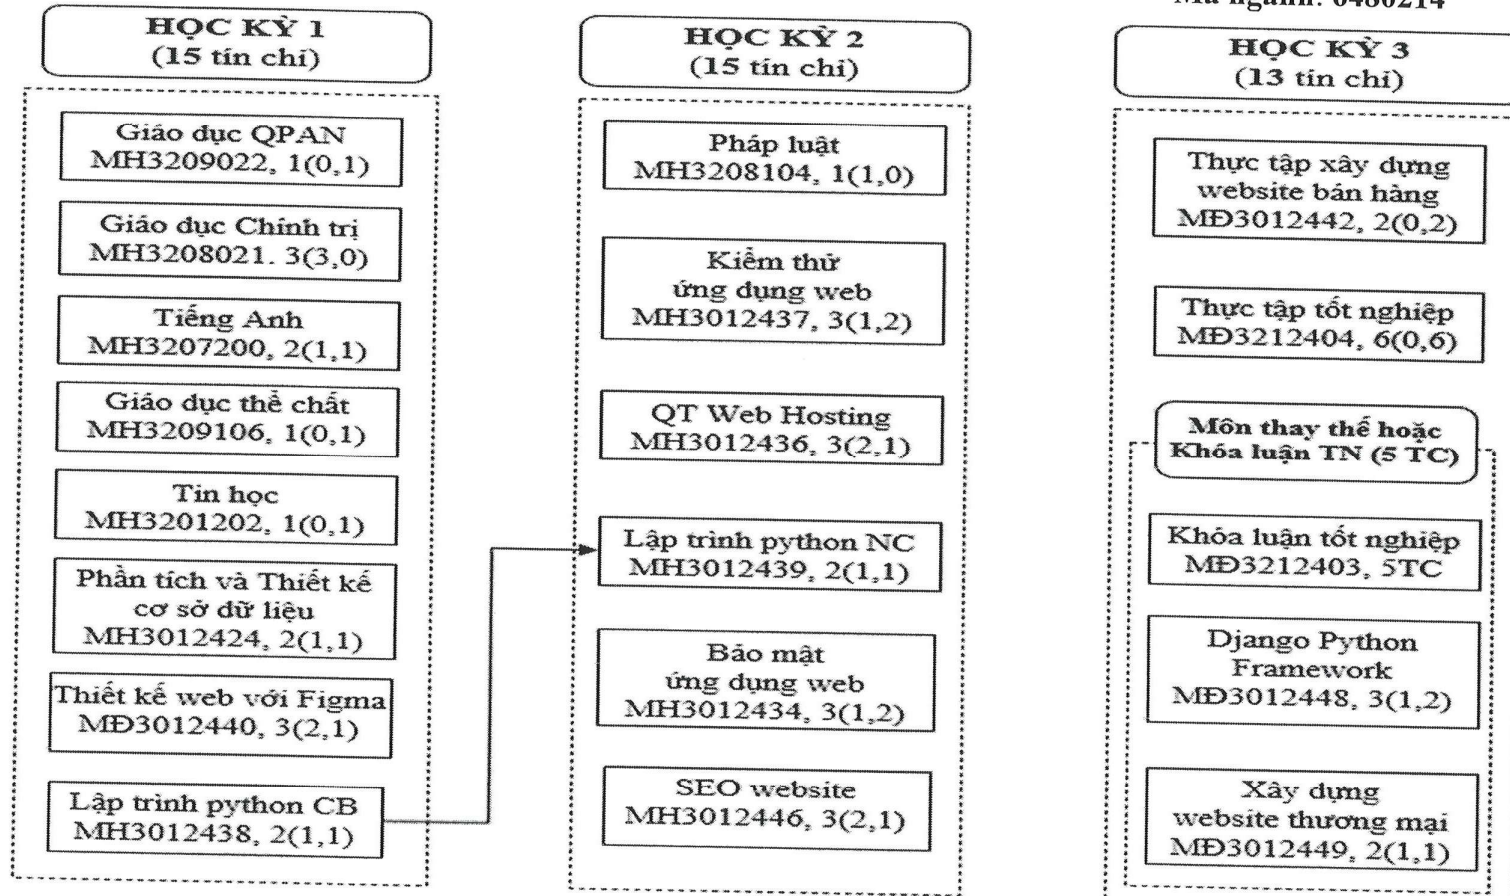 Mã ngành: 6480214
HỌC KỲ 1
(15 tín chỉ)
Giáo dục QPAN
MH3209022, 1(0,1)
Giáo dục Chính trị
MH3208021. 3(3,0)
Tiếng Anh
MH3207200, 2(1,1)
Giáo dục thể chất
MH3209106, 1(0,1)
Tin học
MH3201202, 1(0,1)
Phần tích và Thiết kế
cơ sở dữ liệu
MH3012424, 2(1,1)
Thiết kế web với Figma
MĐ3012440, 3(2,1)
Lập trình python CB
MH3012438, 2(1,1)
HỌC KỲ 2
(15 tín chỉ)
Pháp luật
MH3208104, 1(1,0)
Kiểm thử
ứng dụng web
MH3012437, 3(1,2)
QT Web Hosting
MH3012436, 3(2,1)
Lập trình python NC
MH3012439, 2(1,1)
Bảo mật
ứng dụng web
MH3012434, 3(1,2)
SEO website
MH3012446, 3(2,1)
HỌC KỲ 3
(13 tín chỉ)
Thực tập xây dựng
website bán hàng
MĐ3012442, 2(0,2)
Thực tập tốt nghiệp
MĐ3212404, 6(0,6)
Môn thay thế hoặc
Khóa luận TN (5 TC)
Khóa luận tốt nghiệp
MĐ3212403, 5TC
Django Python
Framework
MĐ3012448, 3(1,2)
Xây dựng
website thương mại
MĐ3012449, 2(1,1)